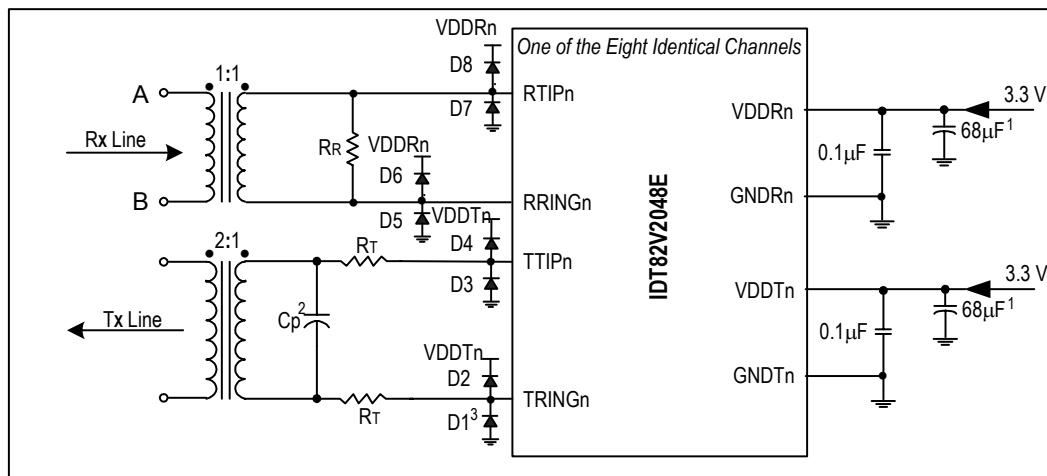 One of the Eight Identical Channels
VDDRn
D8
D7
1:1
A
B
Rx Line
RR
VDDRn
D6
D5
RTIPn
RRINGn
VDDTn
D4
D3
2:1
Tx Line
Cp2
RT
RT
TTIPn
VDDTn
D2
D13
TRINGn
IDT82V2048E
VDDRn
3.3 V
68µF1
0.1µF
GNDRn
VDDTn
3.3 V
68µF1
0.1µF
GNDTn